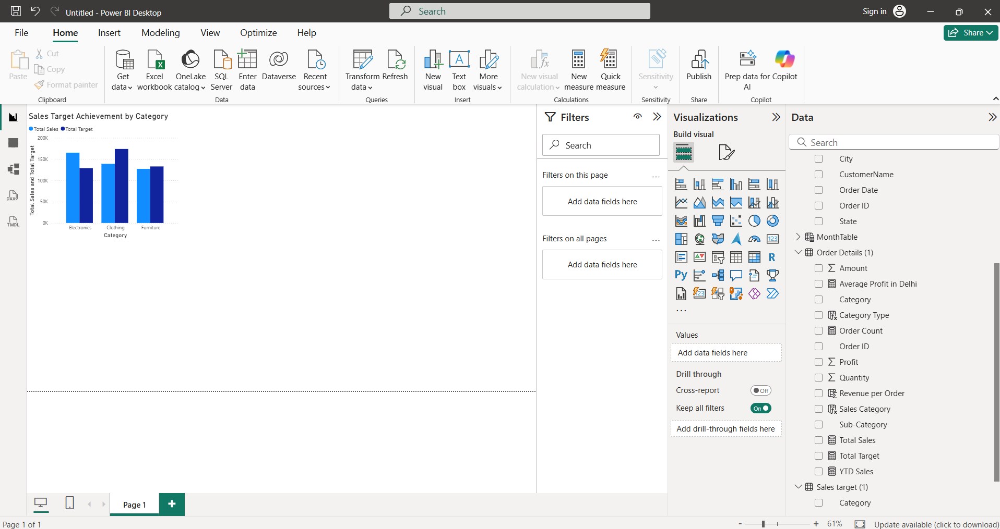 Untitled - Power BI Desktop
Search
Sign in
File
Home
Insert
Modeling
View
Optimize
Help
Share
Paste
Cut
Copy
Format painter
Clipboard
Get data
Excel workbook
OneLake catalog
SQL Server
Enter data
Dataverse
Recent sources
Data
Transform data
Refresh
Queries
New visual
Text box
More visuals
Insert
New visual calculation
New measure
Quick measure
Calculations
Sensitivity
Sensitivity
Publish
Share
Prep data for AI
Copilot
Copilot
DAX
TMDL
Sales Target Achievement by Category
Total Sales Total Target
Total Sales and Total Target
200K
150K
100K
50K
0K
Electronics
Clothing
Furniture
Category
Filters
Search
Filters on this page
...
Add data fields here
Filters on all pages
...
Add data fields here
Visualizations
Build visual
123
R
Py
123
...
Values
Add data fields here
Drill through
Cross-report
Off
Keep all filters
On
Add drill-through fields here
Data
Search
City
CustomerName
Order Date
Order ID
State
MonthTable
Order Details (1)
Amount
Average Profit in Delhi
Category
Category Type
Order Count
Order ID
Profit
Quantity
Revenue per Order
Sales Category
Sub-Category
Total Sales
Total Target
YTD Sales
Sales target (1)
Category
Page 1
Page 1 of 1
- + 61%
Update available (click to download)